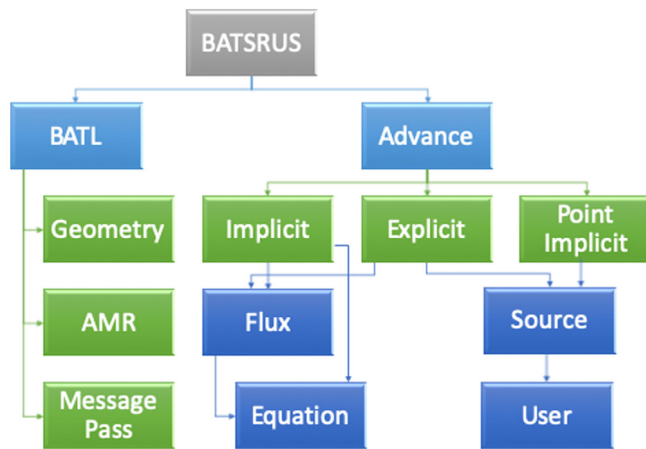 BATSRUS
BATL
Advance
Geometry
Implicit
Explicit
Point
Implicit
AMR
Flux
Source
Message
Pass
Equation
User